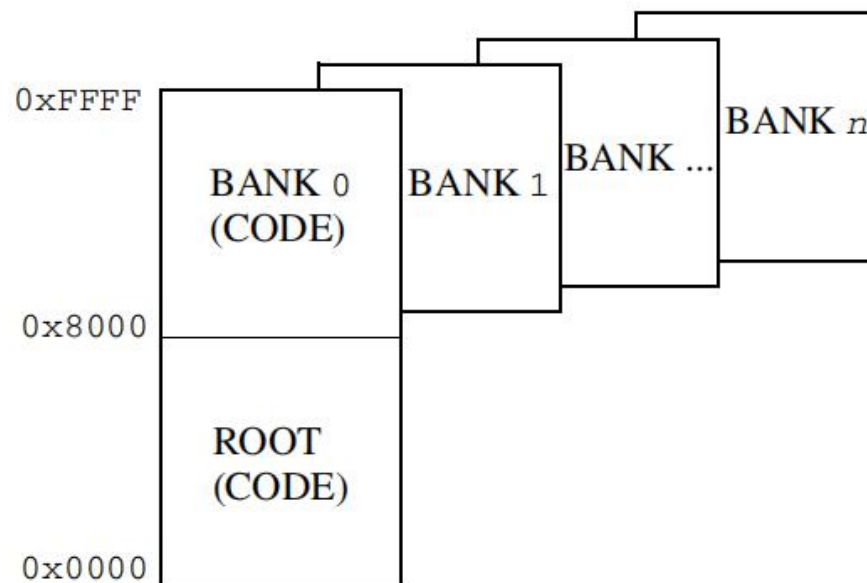 0xFFFF
BANK 0
(CODE)
BANK 1
BANK ...
BANK n
0x8000
ROOT
(CODE)
0x0000